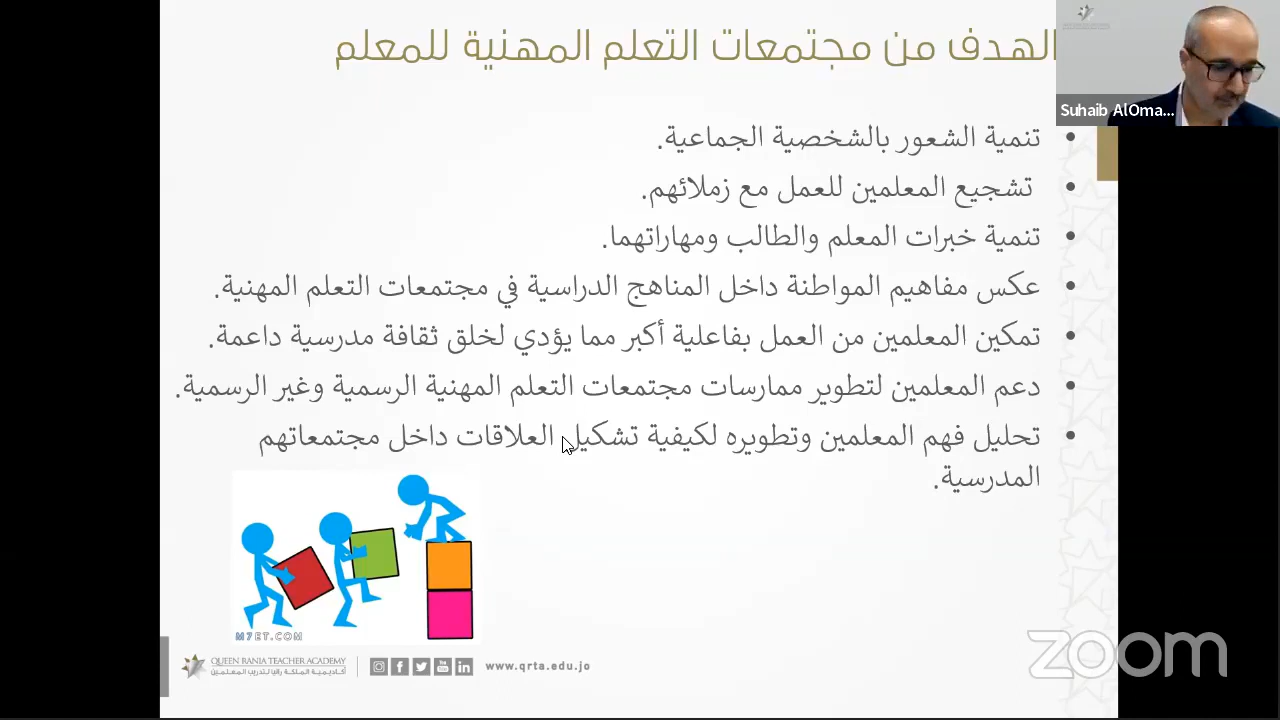 الهدف من مجتمعات التعلم المهنية للمعلم
Suhaib AlOma...
• تنمية الشعور بالشخصية الجماعية.
• تشجيع المعلمين للعمل مع زملائهم.
• تنمية خبرات المعلم والطالب ومهاراتهما.
• عكس مفاهيم المواطنة داخل المناهج الدراسية في مجتمعات التعلم المهنية.
• تمكين المعلمين من العمل بفاعلية أكبر مما يؤدي لخلق ثقافة مدرسية داعمة.
• دعم المعلمين لتطوير ممارسات مجتمعات التعلم المهنية الرسمية وغير الرسمية.
• تحليل فهم المعلمين وتطويره لكيفية تشكيل العلاقات داخل مجتمعاتهم
المدرسية.
M7ET.COM
QUEEN RANIA TEACHER ACADEMY
أكاديمية الملكة رانيا لتدريب المعلمين
www.qrta.edu.jo
zoom